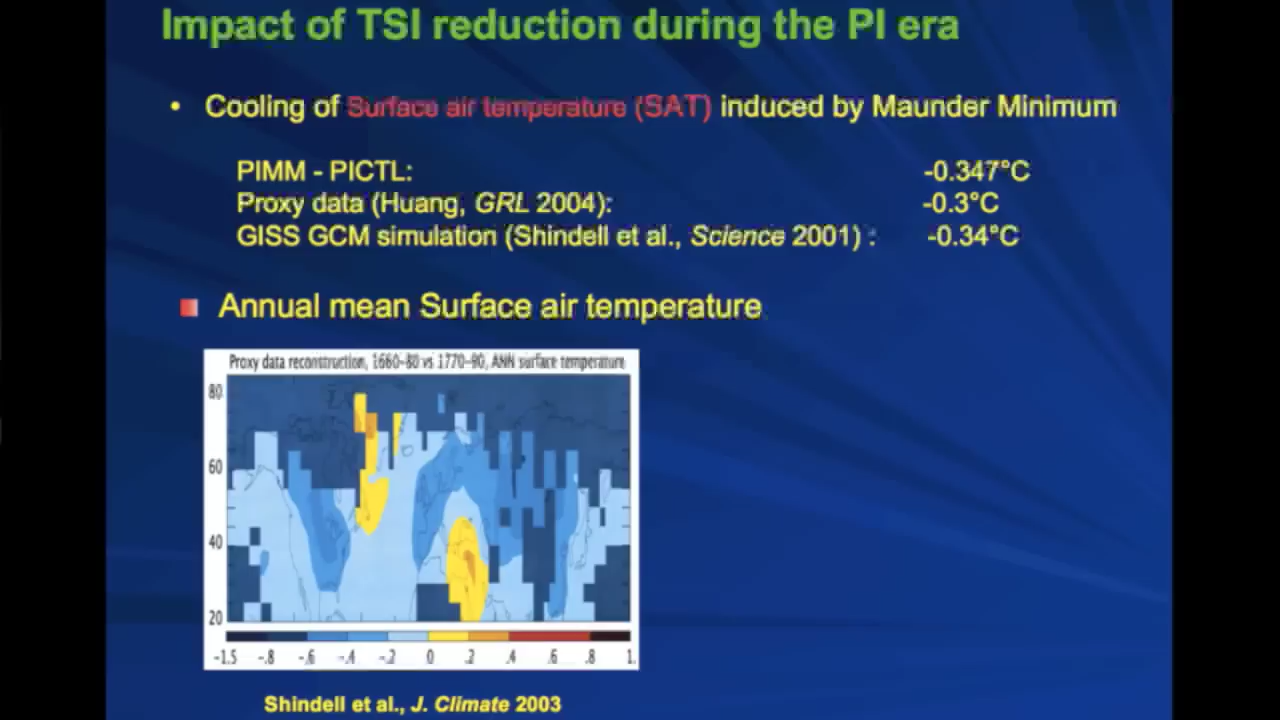 Impact of TSI reduction during the PI era
• Cooling of Surface air temperature (SAT) induced by Maunder Minimum
PIMM - PICTL: -0.347°C
Proxy data (Huang, GRL 2004): -0.3°C
GISS GCM simulation (Shindell et al., Science 2001) : -0.34°C
Annual mean Surface air temperature
Proxy data reconstruction, 1660-80 vs 1770-90, ANN surface temperature
80
60
40
20
-1.5 -.8 -.6 -.4 -.2 0 .2 .4 .6 .8 1.
Shindell et al., J. Climate 2003